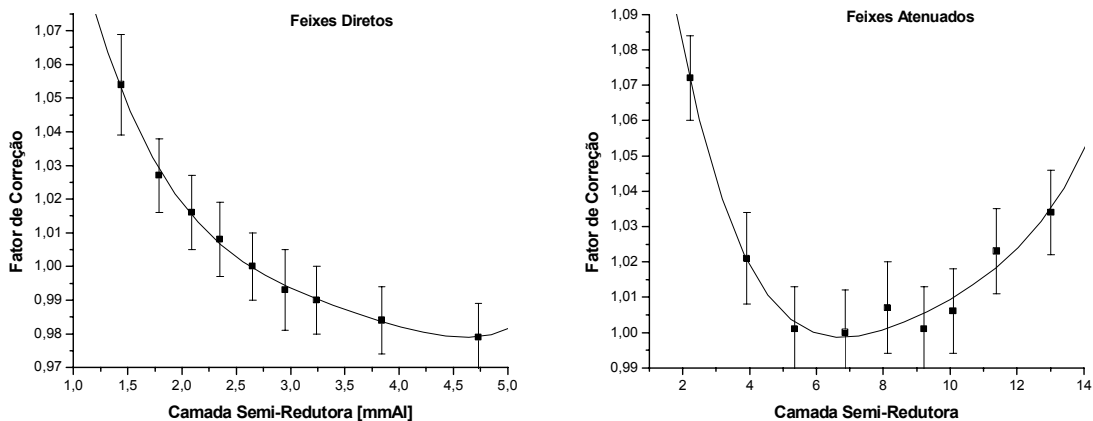 Feixes Diretos
1,07
1,06
1,05
1,04
1,03
1,02
1,01
1,00
0,99
0,98
0,97
Fator de Correção
1,0 1,5 2,0 2,5 3,0 3,5 4,0 4,5 5,0
Camada Semi-Redutora [mmAl]
Feixes Atenuados
1,09
1,08
1,07
1,06
1,05
1,04
1,03
1,02
1,01
1,00
0,99
Fator de Correção
2 4 6 8 10 12 14
Camada Semi-Redutora